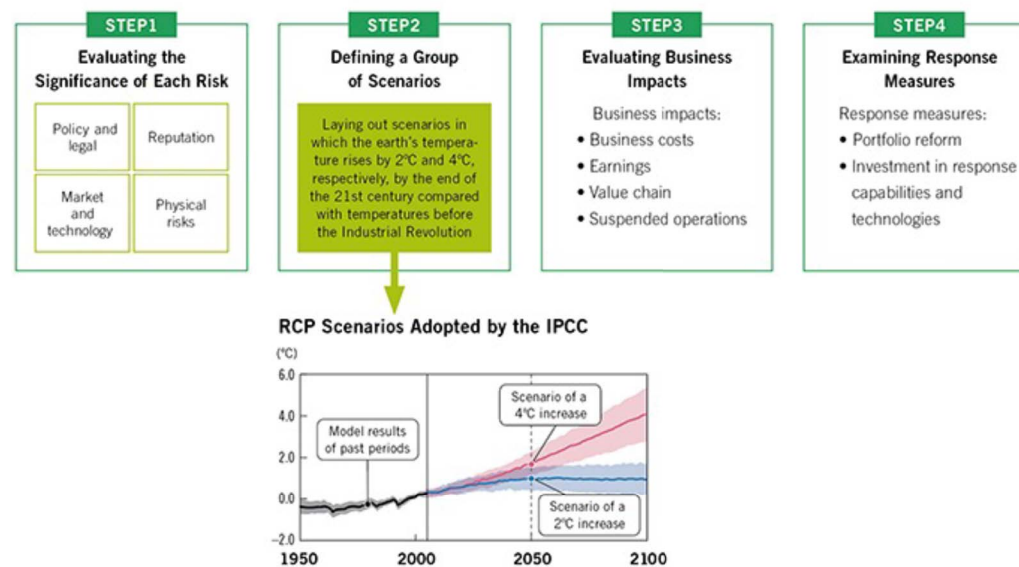 STEP1
Evaluating the
Significance of Each Risk
Policy and
legal
Reputation
Market
and
technology
Physical
risks
STEP2
Defining a Group
of Scenarios
Laying out scenarios in
which the earth's tempera-
ture rises by 2°C and 4°C,
respectively, by the end of
the 21st century compared
with temperatures before
the Industrial Revolution
STEP3
Evaluating Business
Impacts
Business impacts:
• Business costs
• Earnings
• Value chain
• Suspended operations
STEP4
Examining Response
Measures
Response measures:
• Portfolio reform
• Investment in response
capabilities and
technologies
RCP Scenarios Adopted by the IPCC
(°C)
6.0
4.0
2.0
0.0
−2.0
Model results
of past periods
Scenario of a
4°C increase
Scenario of a
2°C increase
1950
2000
2050
2100